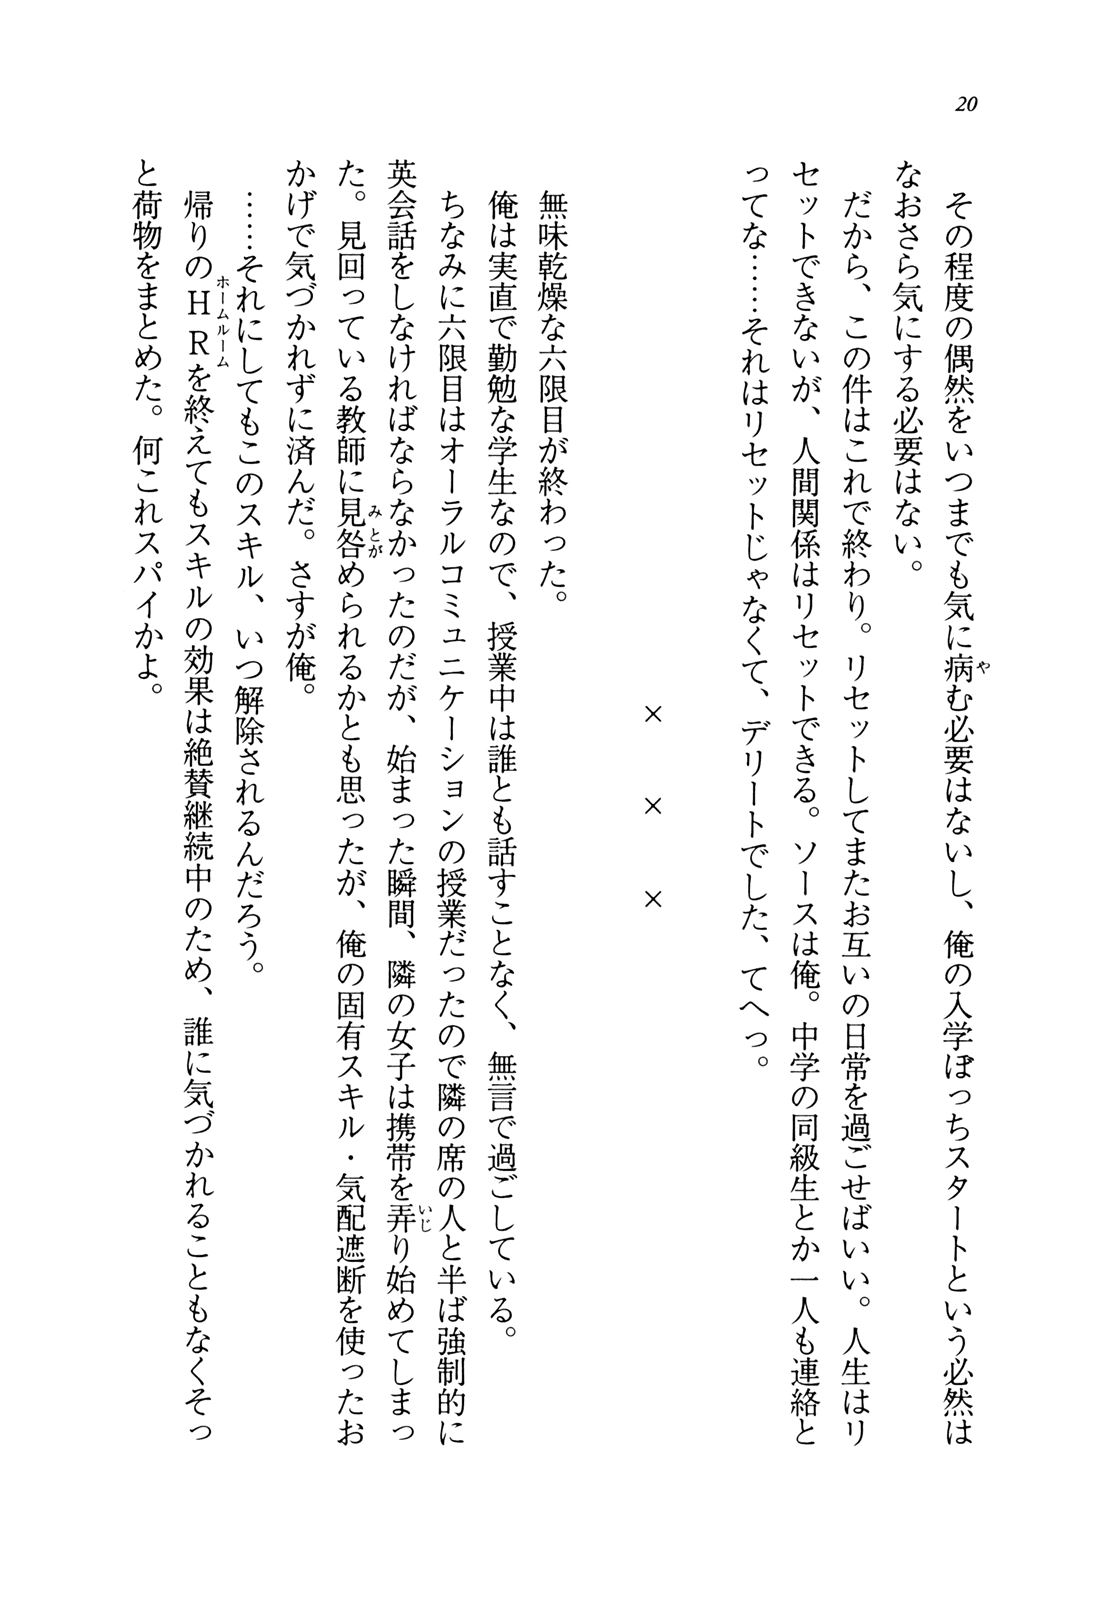 20
　その程度の偶然をいつまでも気に病む必要はないし、俺の入学ぼっちスタートという必然は
なおさら気にする必要はない。
　だから、この件はこれで終わり。リセットしてまたお互いの日常を過ごせばいい。人生はリ
セットできないが、人間関係はリセットできる。ソースは俺。中学の同級生とか一人も連絡と
ってな……それはリセットじゃなくて、デリートでした、てへっ。
×　×　×
　無味乾燥な六限目が終わった。
　俺は実直で勤勉な学生なので、授業中は誰とも話すことなく、無言で過ごしている。
　ちなみに六限目はオーラルコミュニケーションの授業だったので隣の席の人と半ば強制的に
英会話をしなければならなかったのだが、始まった瞬間、隣の女子は携帯を弄り始めてしまっ
た。見回っている教師に見咎められるかとも思ったが、俺の固有スキル・気配遮断を使ったお
かげで気づかれずに済んだ。さすが俺。
　……それにしてもこのスキル、いつ解除されるんだろう。
　帰りのHRを終えてもスキルの効果は絶賛継続中のため、誰に気づかれることもなくそっ
と荷物をまとめた。何これスパイかよ。
や
みとが
いじ
ホームルーム